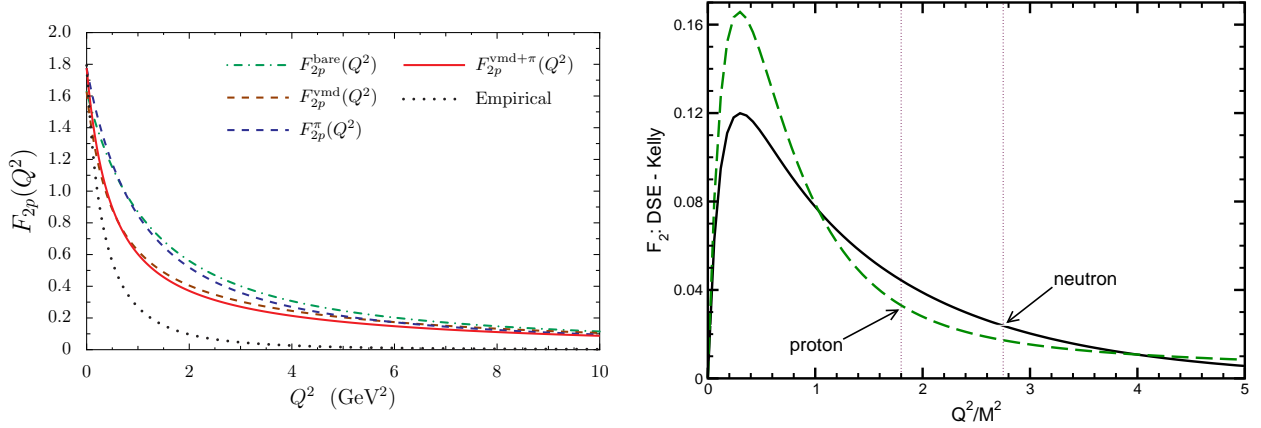 2.0
1.8
1.6
1.4
1.2
1.0
0.8
0.6
0.4
0.2
0
0 2 4 6 8 10
F_{2p}(Q^2)
Q^2 (GeV^2)
F_{2p}^{bare}(Q^2)
F_{2p}^{vmd}(Q^2)
F_{2p}^{π}(Q^2)
F_{2p}^{vmd+π}(Q^2)
Empirical
0.16
0.12
0.08
0.04
0
0 1 2 3 4 5
F_2: DSE - Kelly
Q^2/M^2
neutron
proton